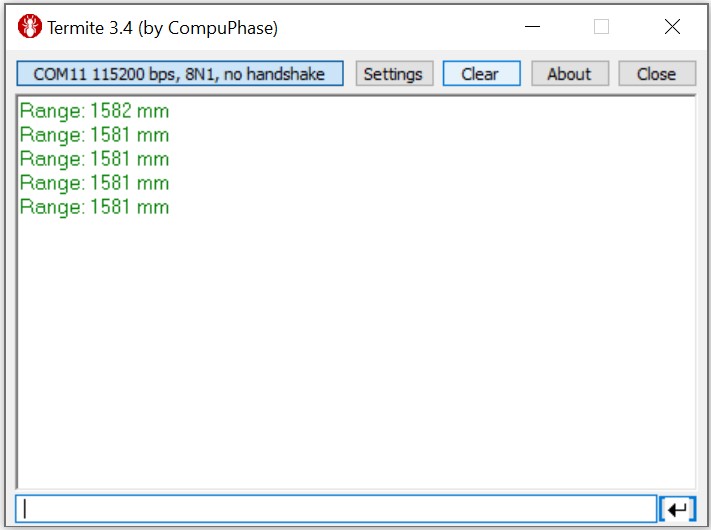 Termite 3.4 (by CompuPhase)
COM11 115200 bps, 8N1, no handshake Settings Clear About Close
Range: 1582 mm
Range: 1581 mm
Range: 1581 mm
Range: 1581 mm
Range: 1581 mm